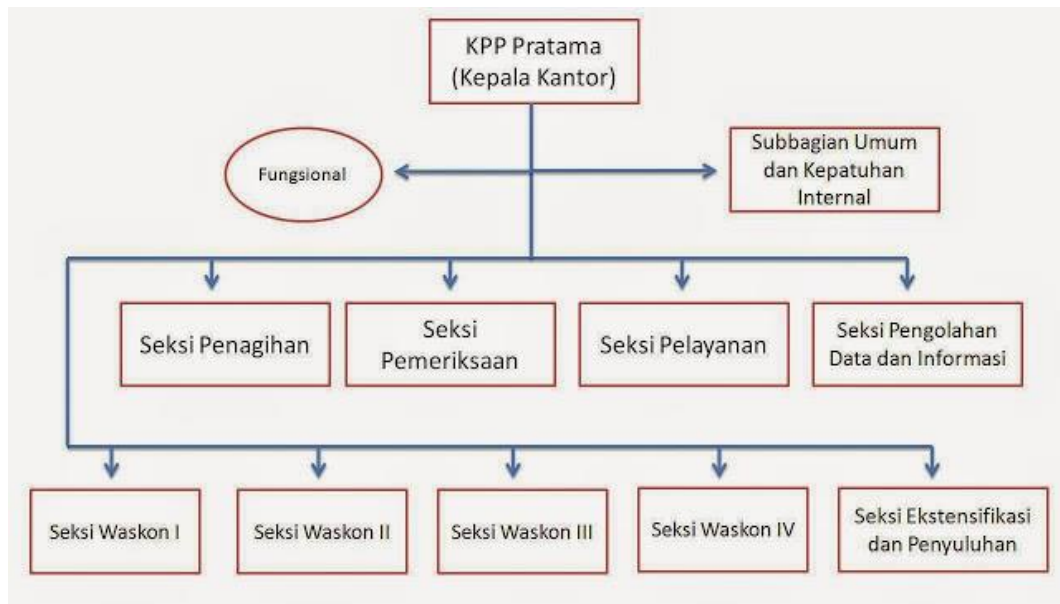 KPP Pratama
(Kepala Kantor)
Fungsional
Subbagian Umum
dan Kepatuhan
Internal
Seksi Penagihan
Seksi
Pemeriksaan
Seksi Pelayanan
Seksi Pengolahan
Data dan Informasi
Seksi Waskon I
Seksi Waskon II
Seksi Waskon III
Seksi Waskon IV
Seksi Ekstensifikasi
dan Penyuluhan